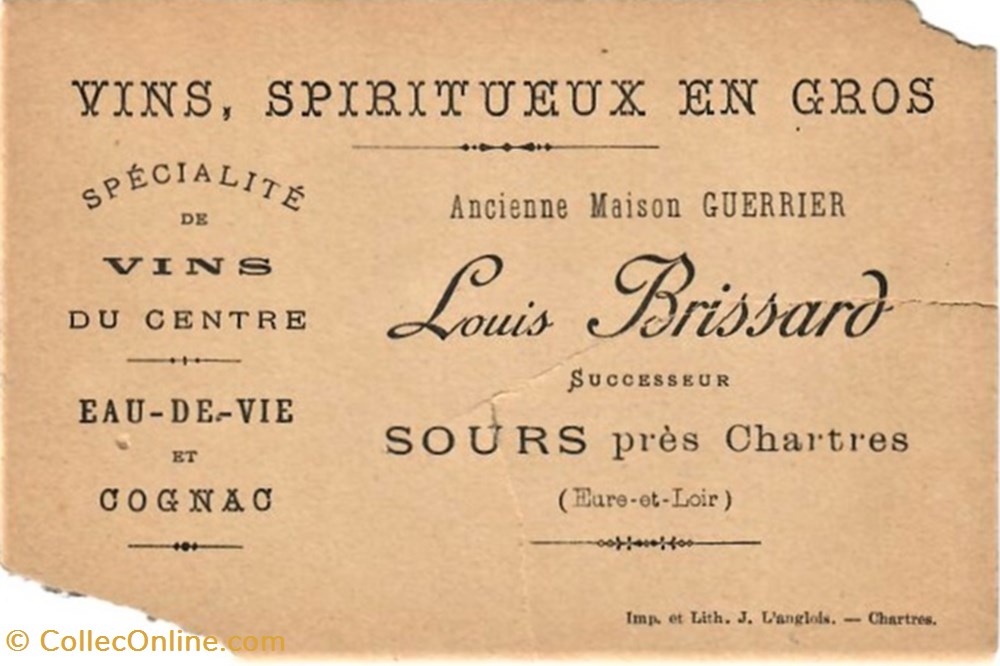 VINS, SPIRITUEUX EN GROS
SPÉCIALITÉ
DE
VINS
DU CENTRE
EAU-DE-VIE
ET
COGNAC
Ancienne Maison GUERRIER
Louis Brissard
SUCCESSEUR
SOURS près Chartres
(Eure-et-Loir)
Imp. et Lith. J. L'anglois. — Chartres.
© CollecOnline.com